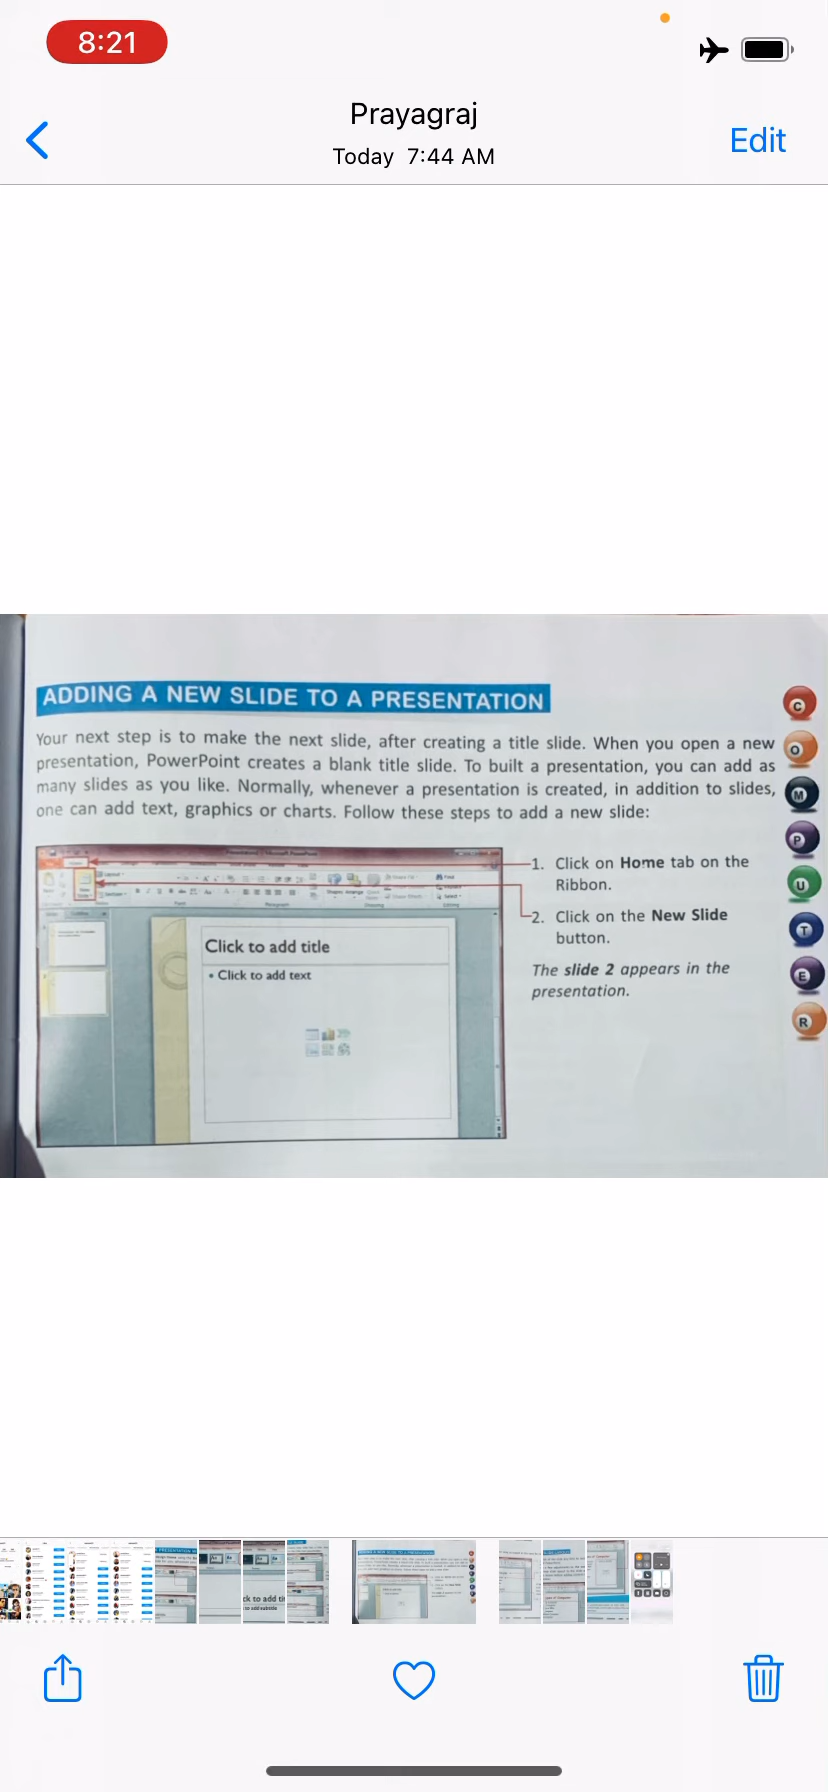 8:21
Prayagraj
Today 7:44 AM
Edit
ADDING A NEW SLIDE TO A PRESENTATION
Your next step is to make the next slide, after creating a title slide. When you open a new
presentation, PowerPoint creates a blank title slide. To built a presentation, you can add as
many slides as you like. Normally, whenever a presentation is created, in addition to slides,
one can add text, graphics or charts. Follow these steps to add a new slide:
1. Click on Home tab on the
Ribbon.
2. Click on the New Slide
button.
The slide 2 appears in the
presentation.
Click to add title
• Click to add text
C
O
M
P
U
T
E
R